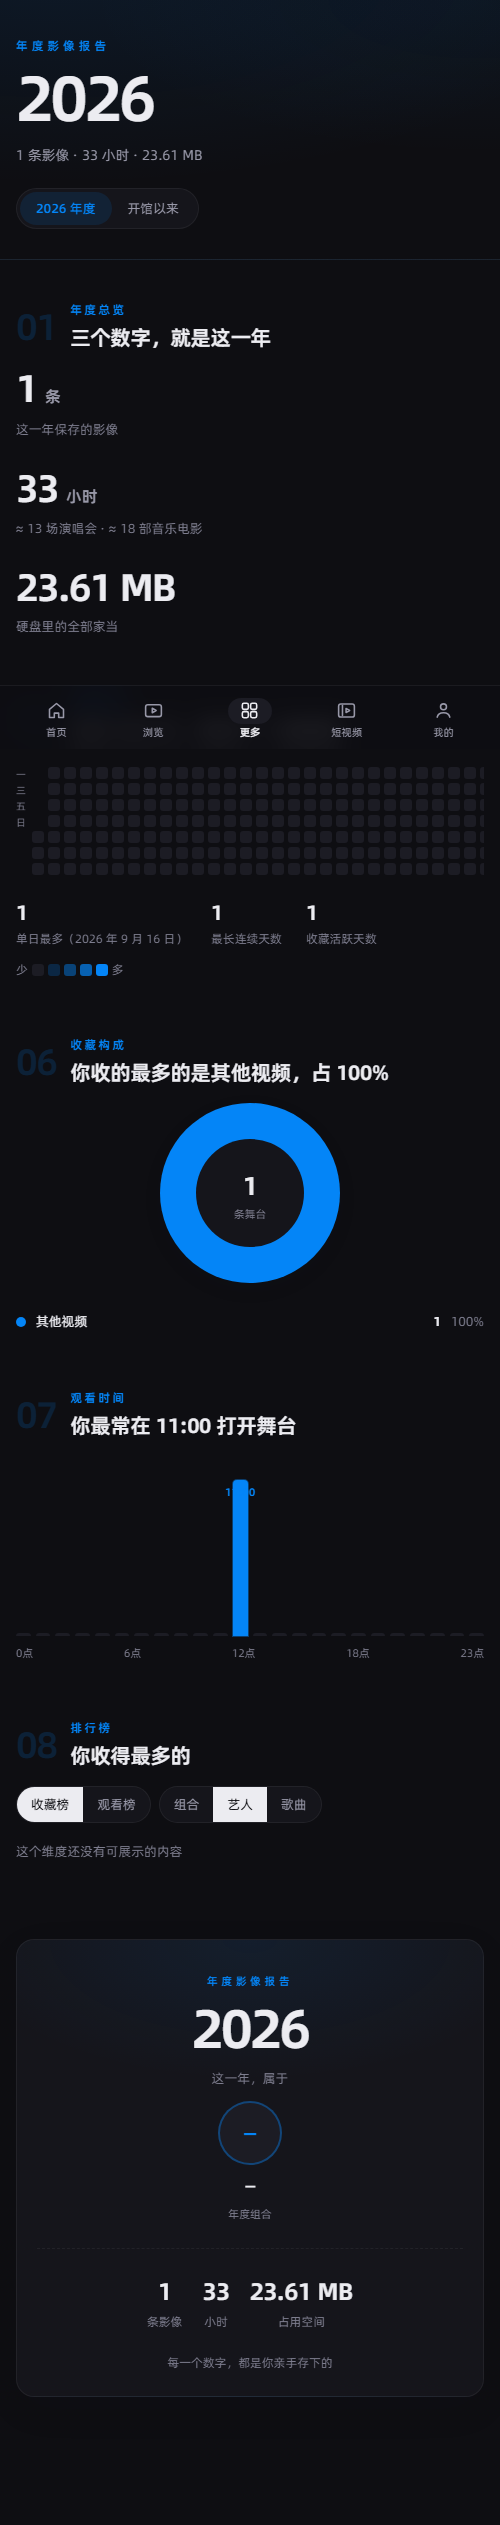 年度影像报告
2026
1 条影像 · 33 小时 · 23.61 MB
2026 年度 开馆以来
01 年度总览
三个数字，就是这一年
1 条
这一年保存的影像
33 小时
≈ 13 场演唱会 · ≈ 18 部音乐电影
23.61 MB
硬盘里的全部家当
首页 浏览 更多 短视频 我的
一
三
五
日
1 1 1
单日最多（2026 年 9 月 16 日） 最长连续天数 收藏活跃天数
少 多
06 收藏构成
你收的最多的是其他视频，占 100%
1
条舞台
其他视频 1 100%
07 观看时间
你最常在 11:00 打开舞台
0点 6点 12点 18点 23点
08 排行榜
你收得最多的
收藏榜 观看榜 组合 艺人 歌曲
这个维度还没有可展示的内容
年度影像报告
2026
这一年，属于
–
–
年度组合
1 33 23.61 MB
条影像 小时 占用空间
每一个数字，都是你亲手存下的